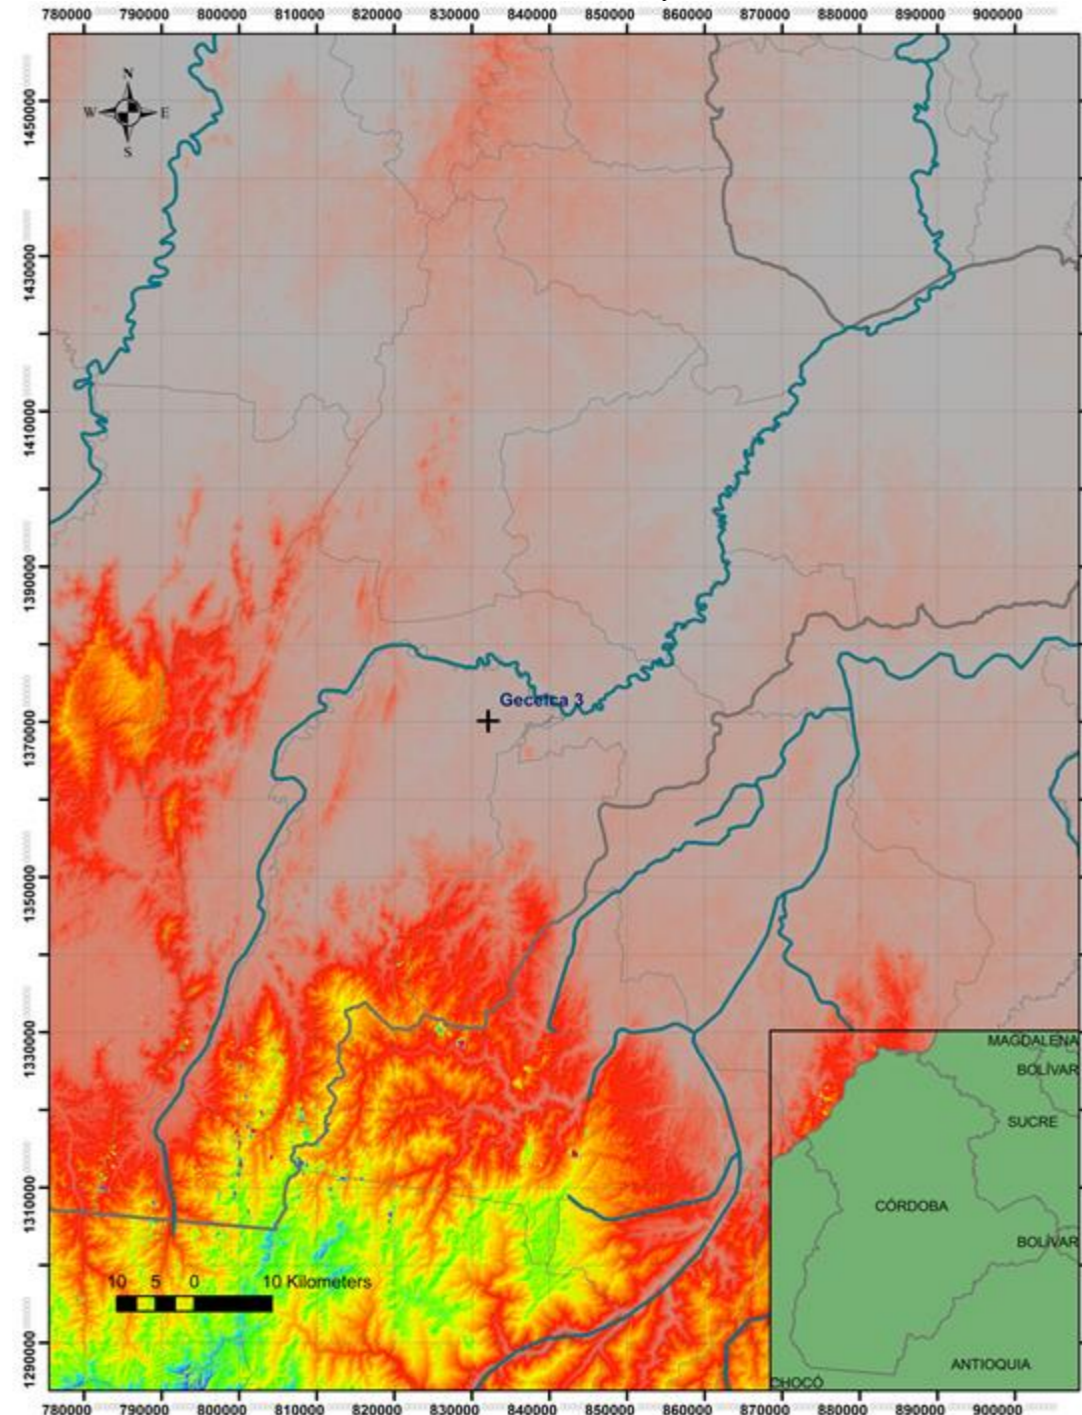 780000 790000 800000 810000 820000 830000 840000 850000 860000 870000 880000 890000 900000
N
W E
S
1450000
1430000
1410000
1390000
1370000
1350000
1330000
1310000
1290000
Gecelca 3
10 5 0 10 Kilometers
MAGDALENA
BOLÍVAR
SUCRE
CÓRDOBA
BOLÍVAR
ANTIOQUIA
CHOCÓ
780000 790000 800000 810000 820000 830000 840000 850000 860000 870000 880000 890000 900000